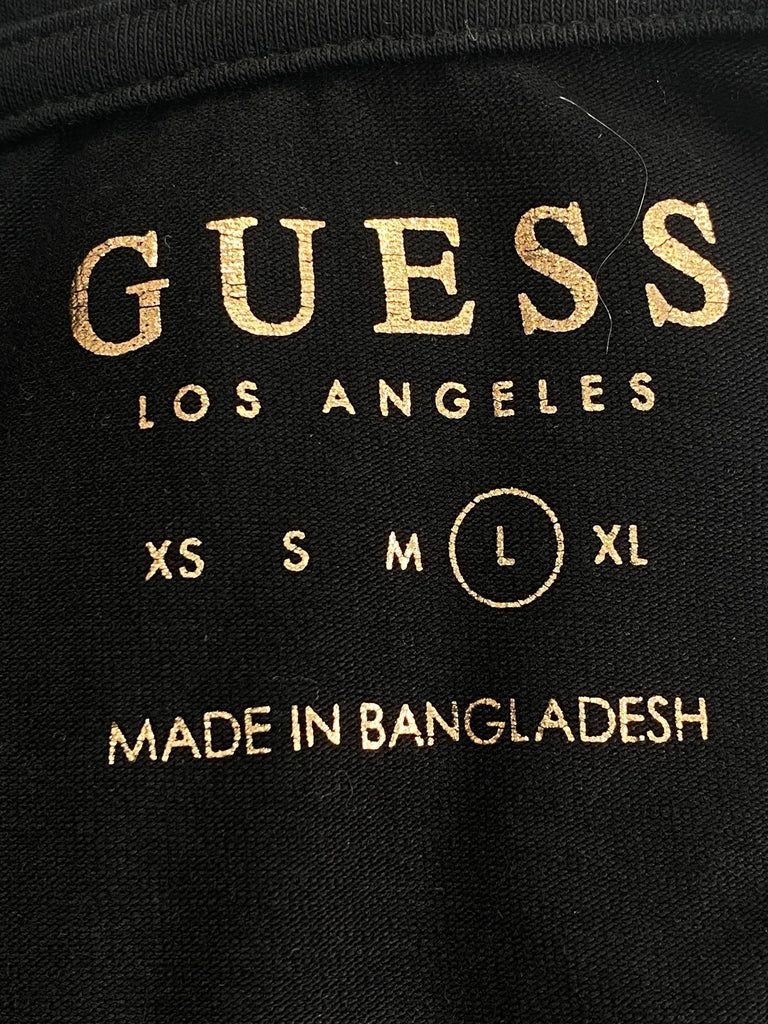 GUESS
LOS ANGELES
XS S M L XL
MADE IN BANGLADESH